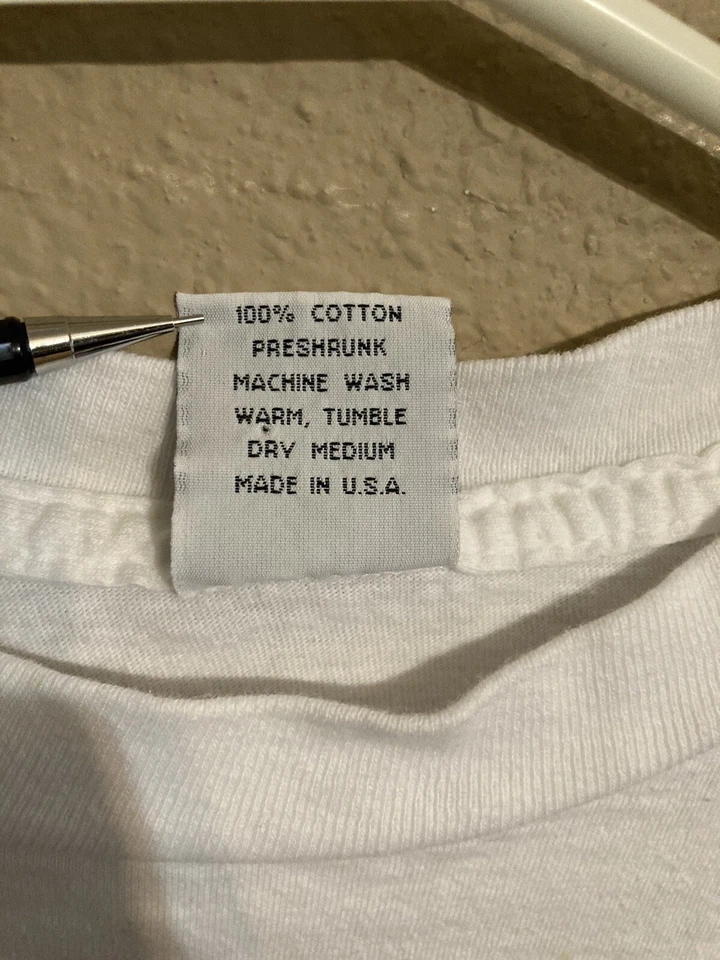 100% COTTON
PRESHRUNK
MACHINE WASH
WARM, TUMBLE
DRY MEDIUM
MADE IN U.S.A.